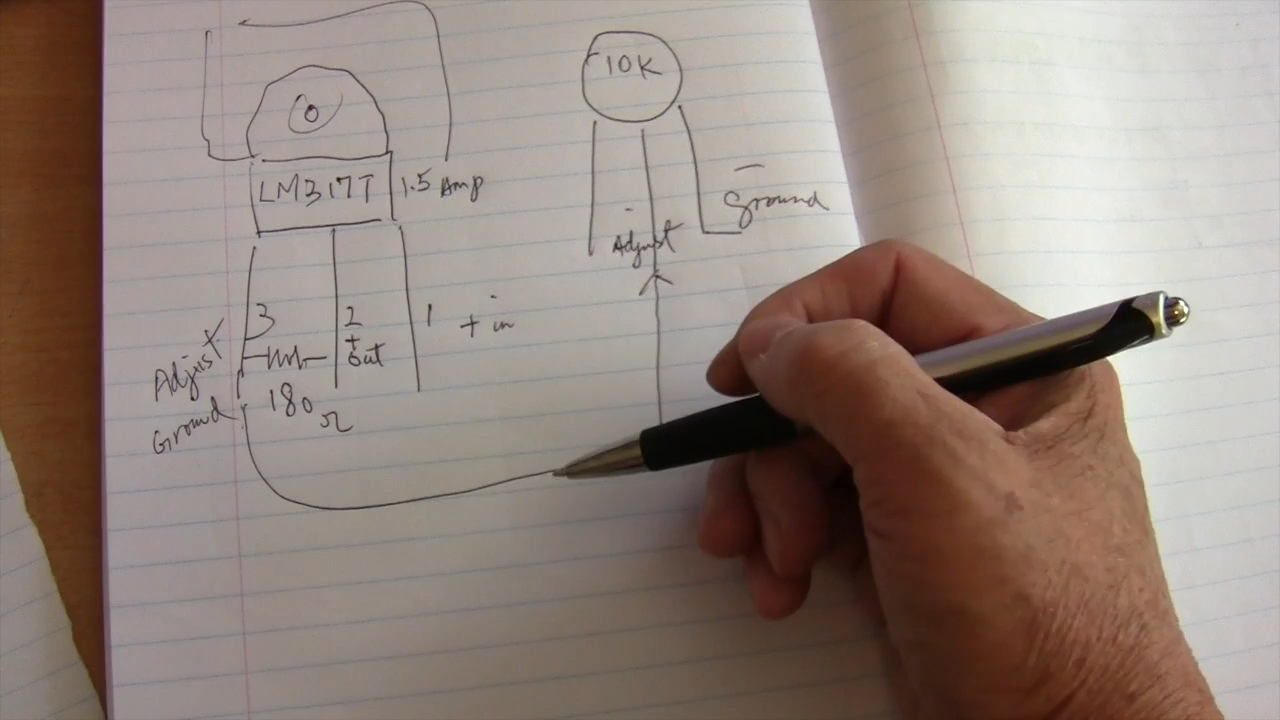 10K
LM317T 1.5 Amp
- Ground
Adjust
3 2 1 + in
+ out
Adjust
Ground
180 Ω